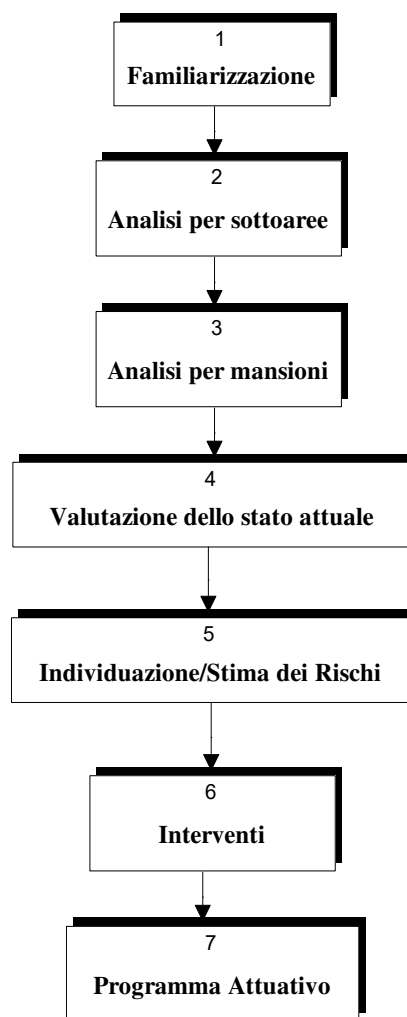 1
Familiarizzazione
2
Analisi per sottoaree
3
Analisi per mansioni
4
Valutazione dello stato attuale
5
Individuazione/Stima dei Rischi
6
Interventi
7
Programma Attuativo